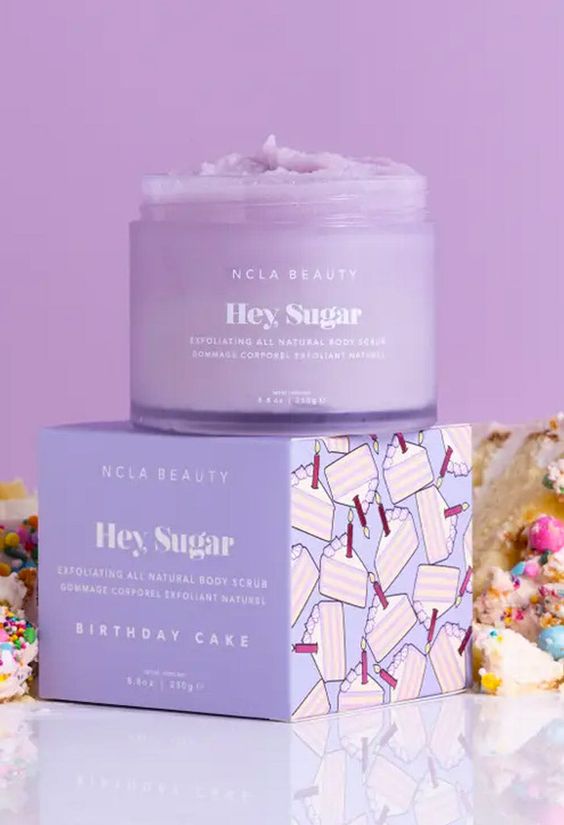 NCLA BEAUTY
Hey, Sugar
EXFOLIATING ALL NATURAL BODY SCRUB
GOMMAGE CORPOREL EXFOLIANT NATUREL
8.8oz | 250g ℮
NCLA BEAUTY
Hey, Sugar
EXFOLIATING ALL NATURAL BODY SCRUB
GOMMAGE CORPOREL EXFOLIANT NATUREL
BIRTHDAY CAKE
8.8oz | 250g ℮